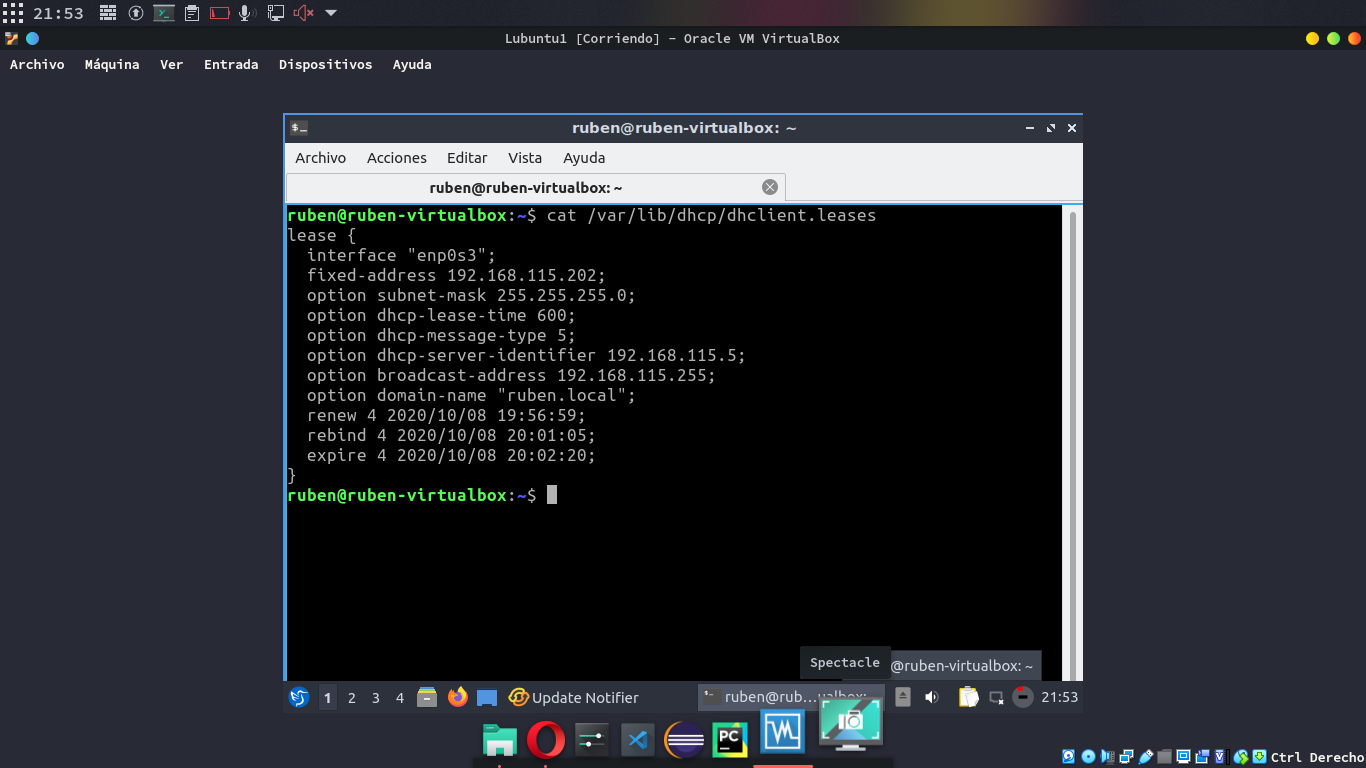 21:53
Lubuntu1 [Corriendo] - Oracle VM VirtualBox
Archivo Máquina Ver Entrada Dispositivos Ayuda
ruben@ruben-virtualbox: ~
Archivo Acciones Editar Vista Ayuda
ruben@ruben-virtualbox: ~
ruben@ruben-virtualbox:~$ cat /var/lib/dhcp/dhclient.leases
lease {
  interface "enp0s3";
  fixed-address 192.168.115.202;
  option subnet-mask 255.255.255.0;
  option dhcp-lease-time 600;
  option dhcp-message-type 5;
  option dhcp-server-identifier 192.168.115.5;
  option broadcast-address 192.168.115.255;
  option domain-name "ruben.local";
  renew 4 2020/10/08 19:56:59;
  rebind 4 2020/10/08 20:01:05;
  expire 4 2020/10/08 20:02:20;
}
ruben@ruben-virtualbox:~$
Spectacle @ruben-virtualbox: ~
1 2 3 4 Update Notifier ruben@rub...ualbox: 21:53
PC
Ctrl Derecho